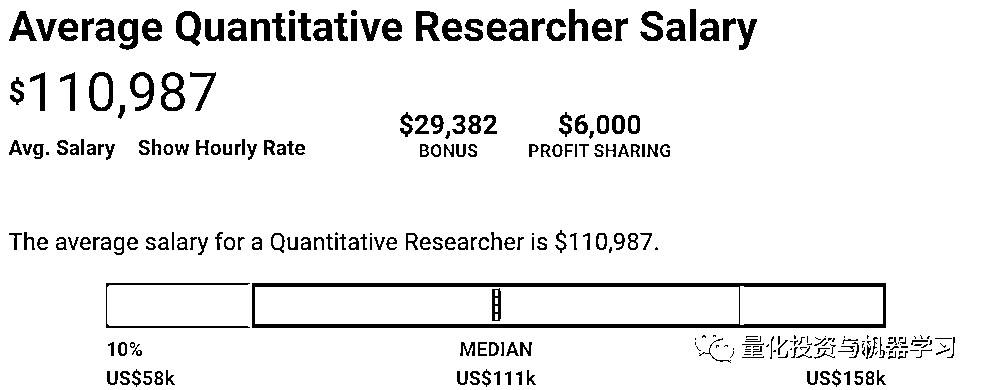 Average Quantitative Researcher Salary
$110,987
$29,382 $6,000
BONUS PROFIT SHARING
Avg. Salary Show Hourly Rate
The average salary for a Quantitative Researcher is $110,987.
10% MEDIAN 量化投资与机器学习
US$58k US$111k US$158k